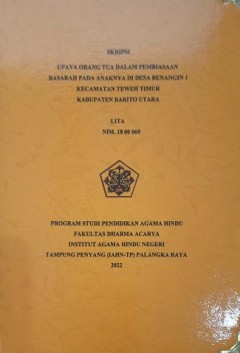 SKRIPSI
UPAYA ORANG TUA DALAM PEMBIASAAN
BASARAH PADA ANAKNYA DI DESA BENANGIN I
KECAMATAN TEWEH TIMUR
KABUPATEN BARITO UTARA
LITA
NIM. 18 00 060
PROGRAM STUDI PENDIDIKAN AGAMA HINDU
FAKULTAS DHARMA ACARYA
INSTITUT AGAMA HINDU NEGERI
TAMPUNG PENYANG (IAHN-TP) PALANGKA RAYA
2022